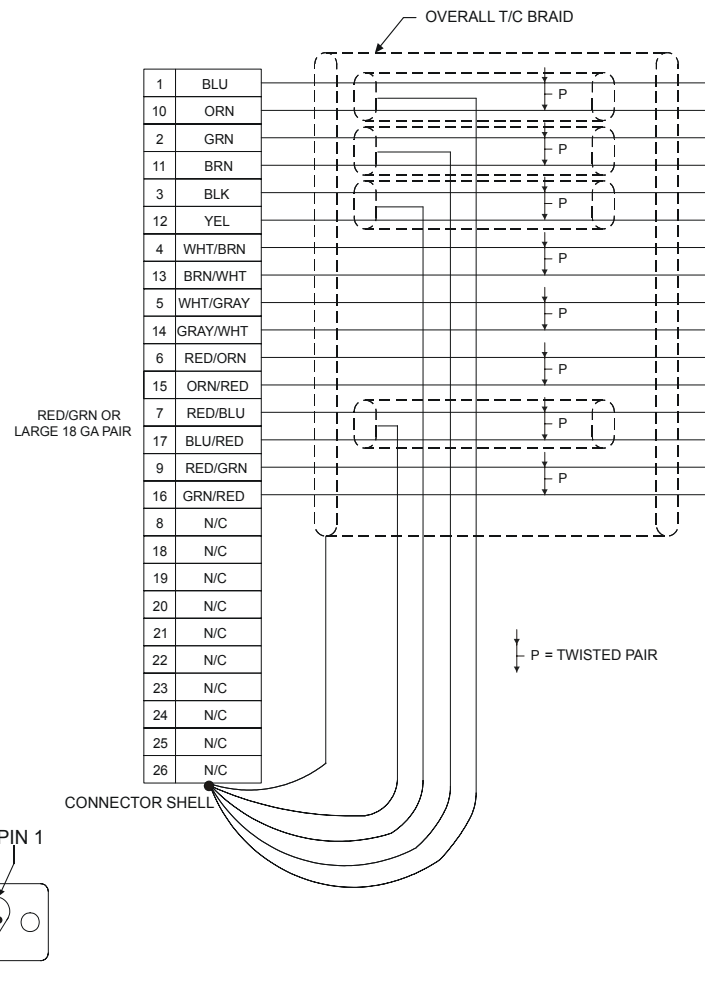 OVERALL T/C BRAID
1 BLU
P
10 ORN
2 GRN
P
11 BRN
3 BLK
P
12 YEL
4 WHT/BRN
P
13 BRN/WHT
5 WHT/GRAY
P
14 GRAY/WHT
6 RED/ORN
P
15 ORN/RED
RED/GRN OR
LARGE 18 GA PAIR
7 RED/BLU
P
17 BLU/RED
9 RED/GRN
P
16 GRN/RED
8 N/C
18 N/C
19 N/C
20 N/C
21 N/C
22 N/C
23 N/C
24 N/C
25 N/C
26 N/C
P = TWISTED PAIR
CONNECTOR SHELL
PIN 1